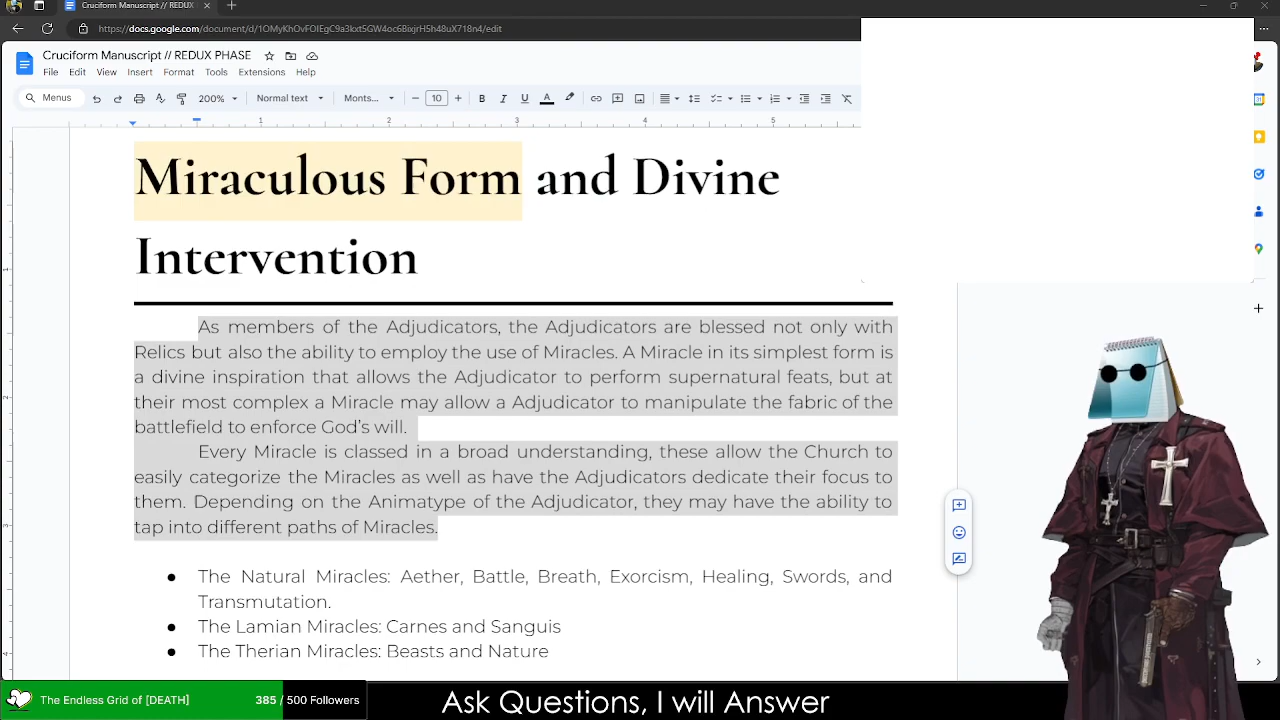 Cruciform Manuscript // REDUX
https://docs.google.com/document/d/1OMyKhOvFOlEgC9a3kxt5GW4oc6BixjrH5h48uX718n4/edit
Cruciform Manuscript // REDUX PHASE
File Edit View Insert Format Tools Extensions Help
Menus 200% Normal text Monts... 10 B I U A
1 2 3 4 5
Miraculous Form and Divine
Intervention
As members of the Adjudicators, the Adjudicators are blessed not only with
Relics but also the ability to employ the use of Miracles. A Miracle in its simplest form is
a divine inspiration that allows the Adjudicator to perform supernatural feats, but at
their most complex a Miracle may allow a Adjudicator to manipulate the fabric of the
battlefield to enforce God's will.
Every Miracle is classed in a broad understanding, these allow the Church to
easily categorize the Miracles as well as have the Adjudicators dedicate their focus to
them. Depending on the Animatype of the Adjudicator, they may have the ability to
tap into different paths of Miracles.
● The Natural Miracles: Aether, Battle, Breath, Exorcism, Healing, Swords, and
Transmutation.
● The Lamian Miracles: Carnes and Sanguis
● The Therian Miracles: Beasts and Nature
The Endless Grid of [DEATH] 385 / 500 Followers
Ask Questions, I will Answer